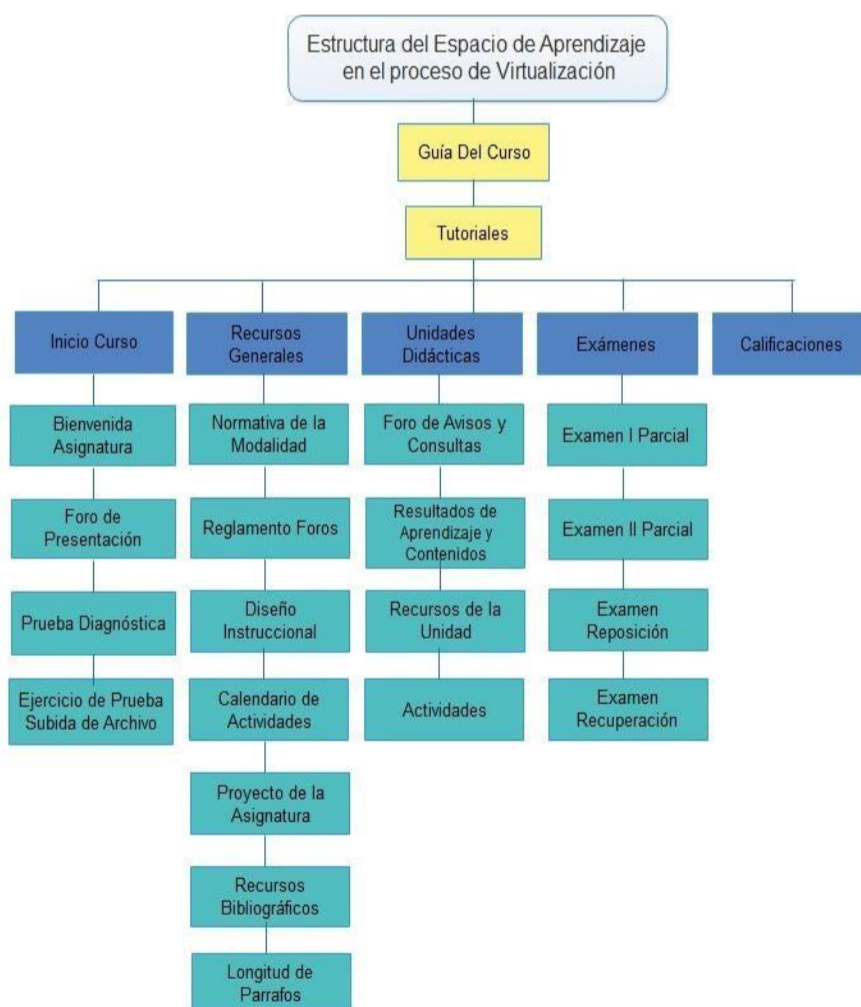 Estructura del Espacio de Aprendizaje
en el proceso de Virtualización
Guía Del Curso
Tutoriales
Inicio Curso
Recursos
Generales
Unidades
Didácticas
Exámenes
Calificaciones
Bienvenida
Asignatura
Foro de
Presentación
Prueba Diagnóstica
Ejercicio de Prueba
Subida de Archivo
Normativa de la
Modalidad
Reglamento Foros
Diseño
Instruccional
Calendario de
Actividades
Proyecto de la
Asignatura
Recursos
Bibliográficos
Longitud de
Parrafos
Foro de Avisos y
Consultas
Resultados de
Aprendizaje y
Contenidos
Recursos de la
Unidad
Actividades
Examen I Parcial
Examen II Parcial
Examen
Reposición
Examen
Recuperación